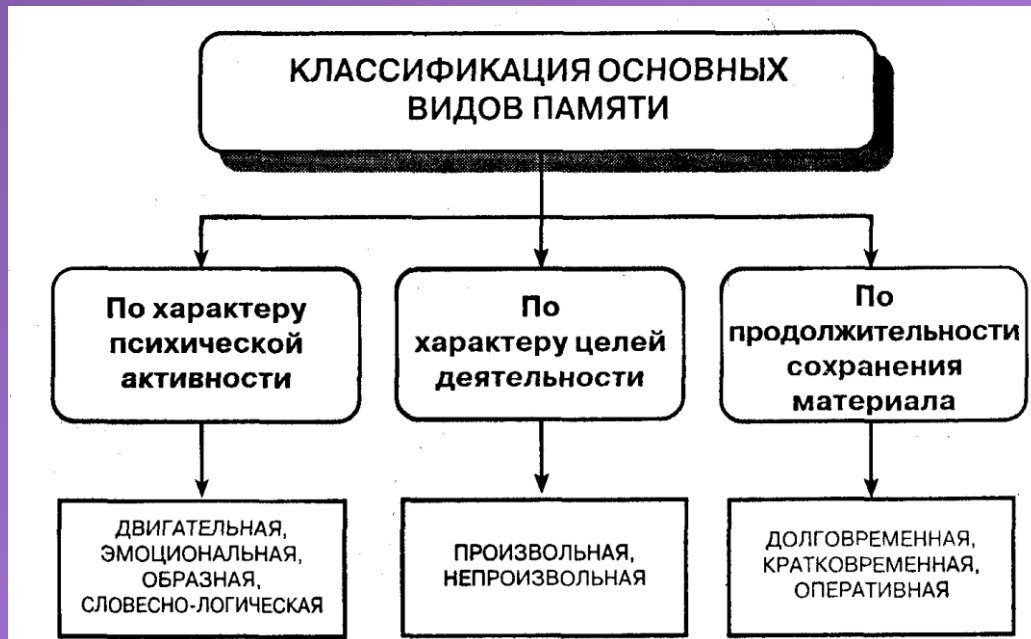 КЛАССИФИКАЦИЯ ОСНОВНЫХ
ВИДОВ ПАМЯТИ
По характеру
психической
активности
По
характеру целей
деятельности
По
продолжительности
сохранения
материала
ДВИГАТЕЛЬНАЯ,
ЭМОЦИОНАЛЬНАЯ,
ОБРАЗНАЯ,
СЛОВЕСНО-ЛОГИЧЕСКАЯ
ПРОИЗВОЛЬНАЯ,
НЕПРОИЗВОЛЬНАЯ
ДОЛГОВРЕМЕННАЯ,
КРАТКОВРЕМЕННАЯ,
ОПЕРАТИВНАЯ